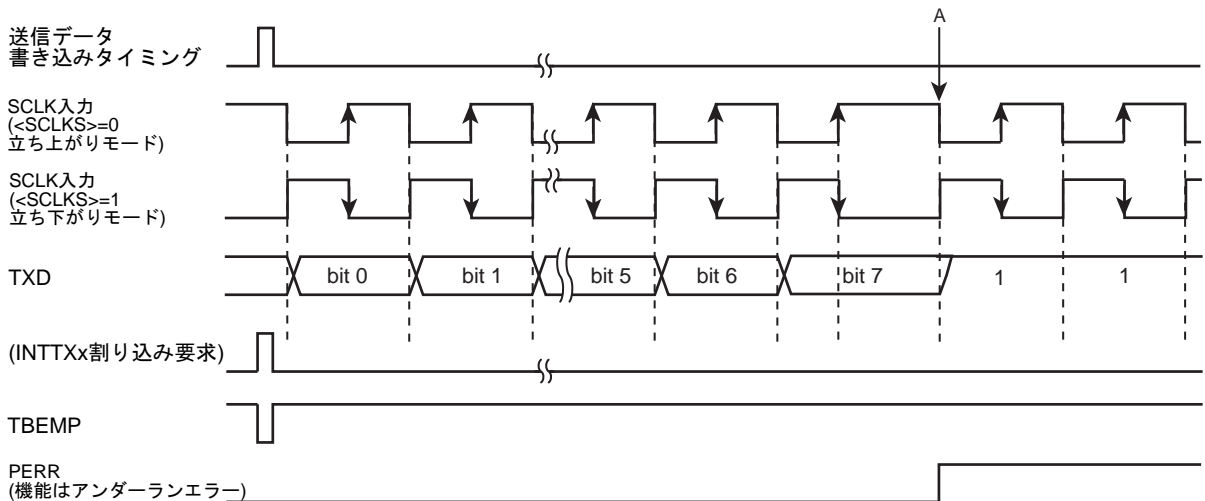 A
送信データ
書き込みタイミング
SCLK入力
(<SCLKS>=0
立ち上がりモード)
SCLK入力
(<SCLKS>=1
立ち下がりモード)
TXD
bit 0
bit 1
bit 5
bit 6
bit 7
1
1
(INTTXx割り込み要求)
TBEMP
PERR
(機能はアンダーランエラー)